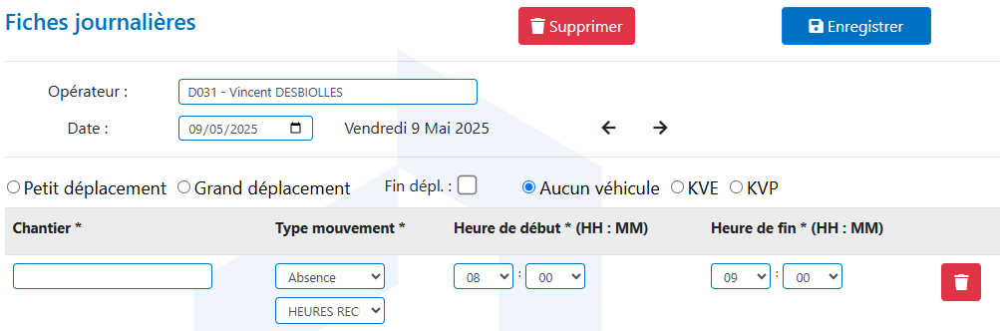 Fiches journalières Supprimer Enregistrer
Opérateur : D031 - Vincent DESBIOLLES
Date : 09/05/2025 Vendredi 9 Mai 2025
Petit déplacement Grand déplacement Fin dépl. : Aucun véhicule KVE KVP
Chantier * Type mouvement * Heure de début * (HH : MM) Heure de fin * (HH : MM)
Absence 08 : 00 09 : 00
HEURES REC